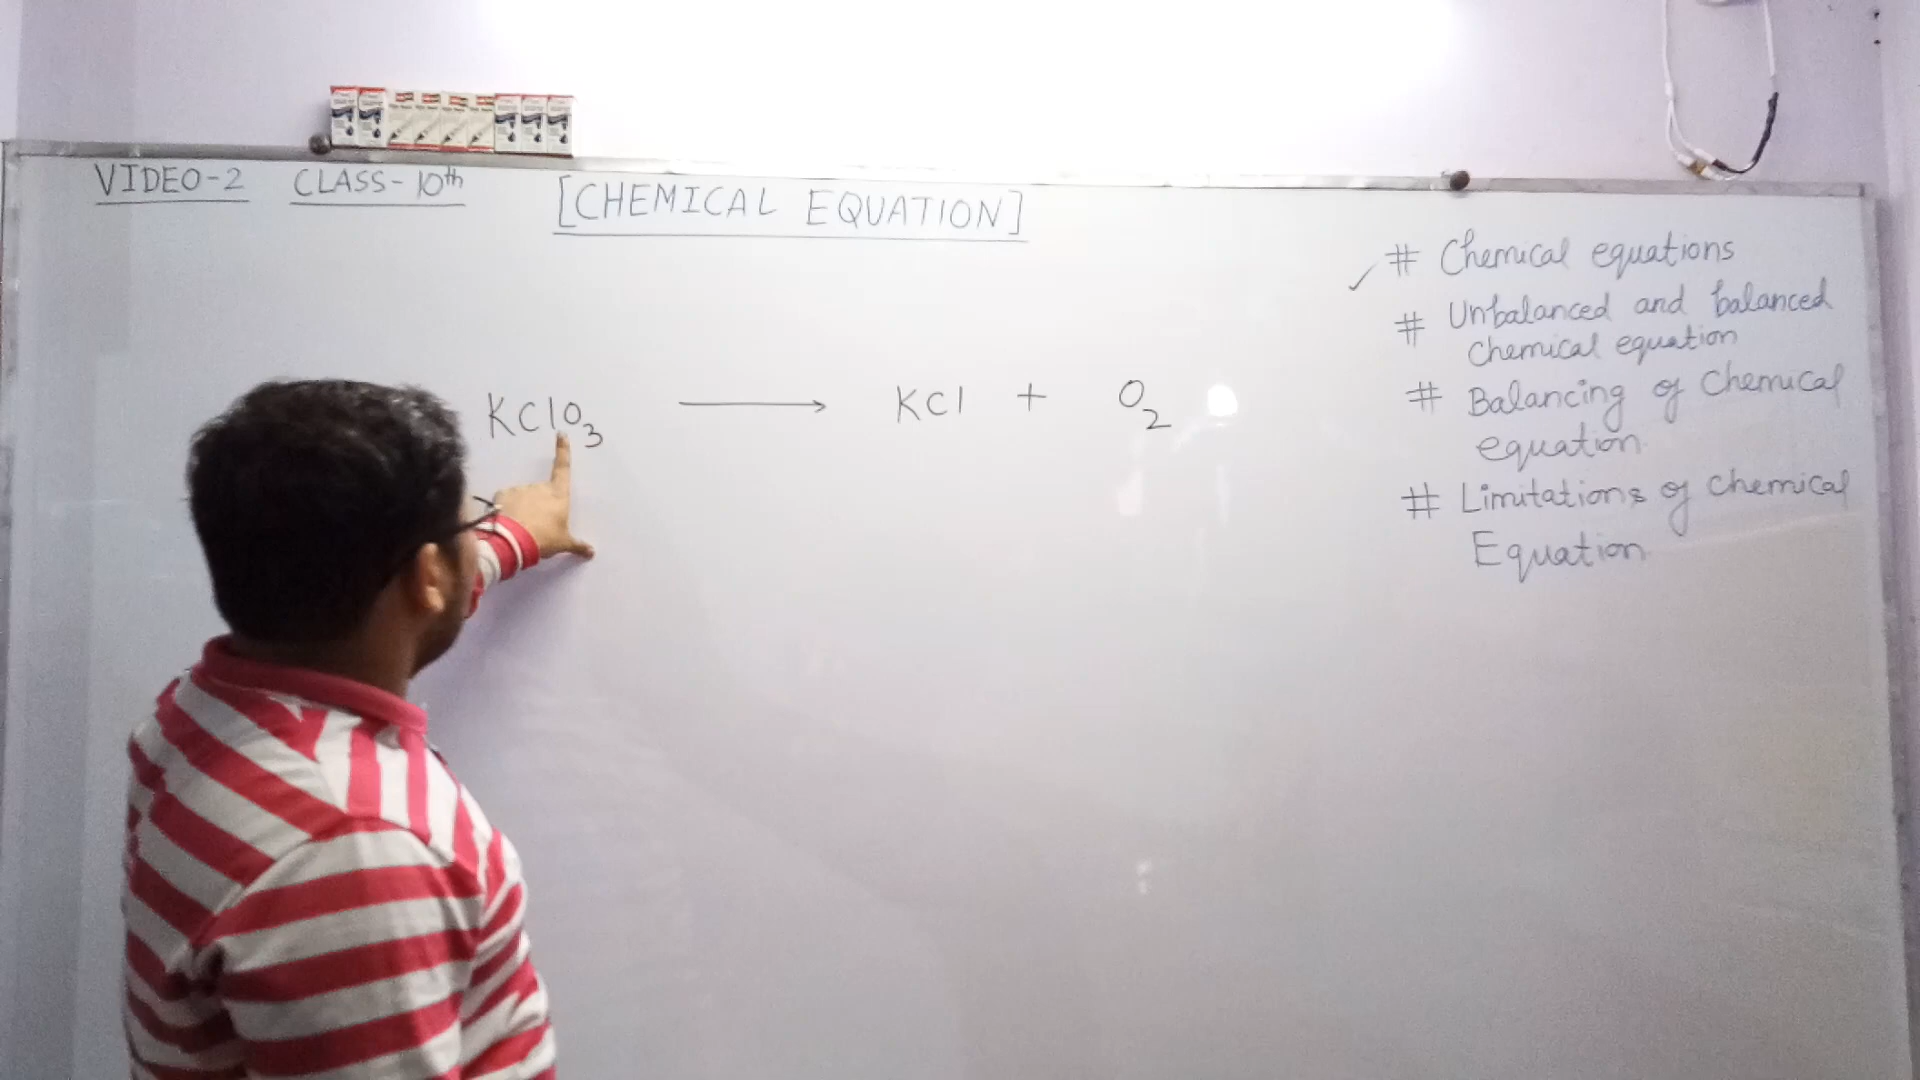 VIDEO-2 CLASS-10th [CHEMICAL EQUATION]
KClO₃ ⟶ KCl + O₂
# Chemical equations
# Unbalanced and balanced
chemical equation
# Balancing of Chemical
equation
# Limitations of chemical
Equation